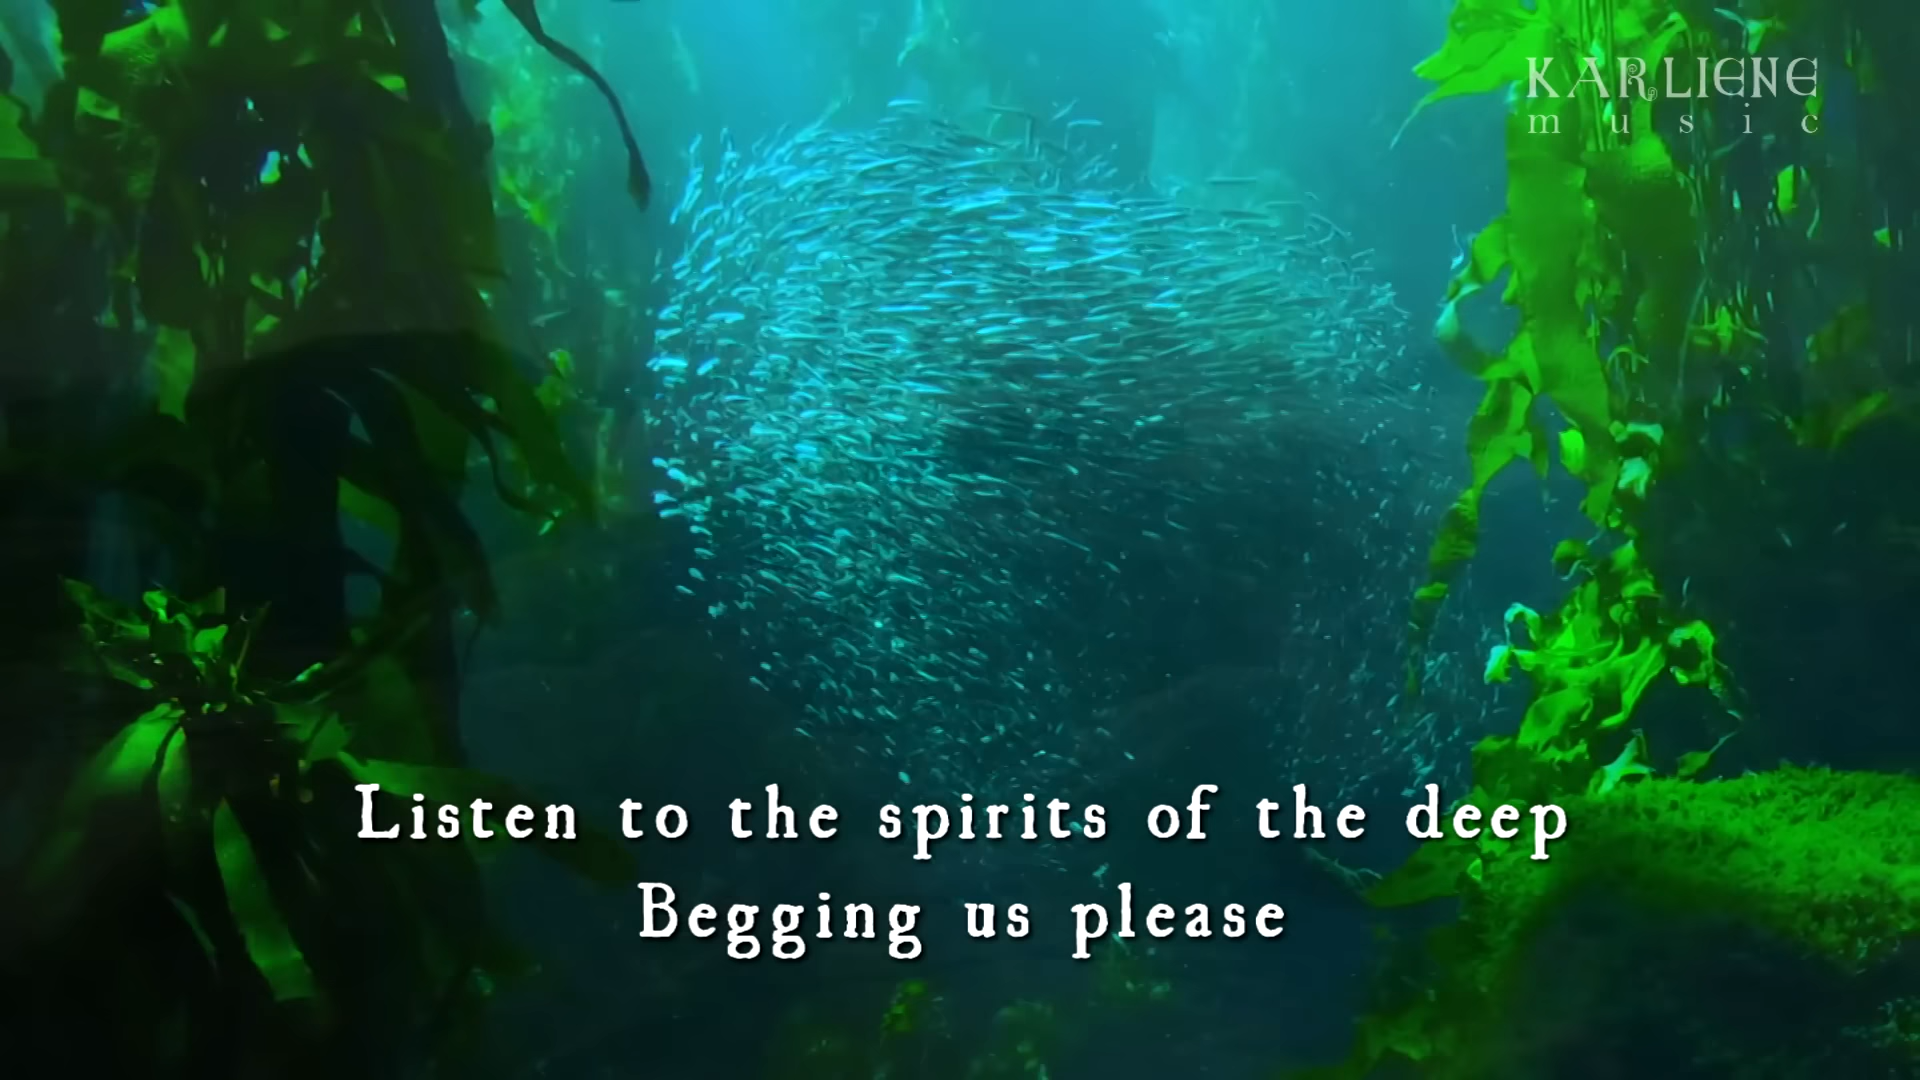 KARLIENE
music
Listen to the spirits of the deep
Begging us please